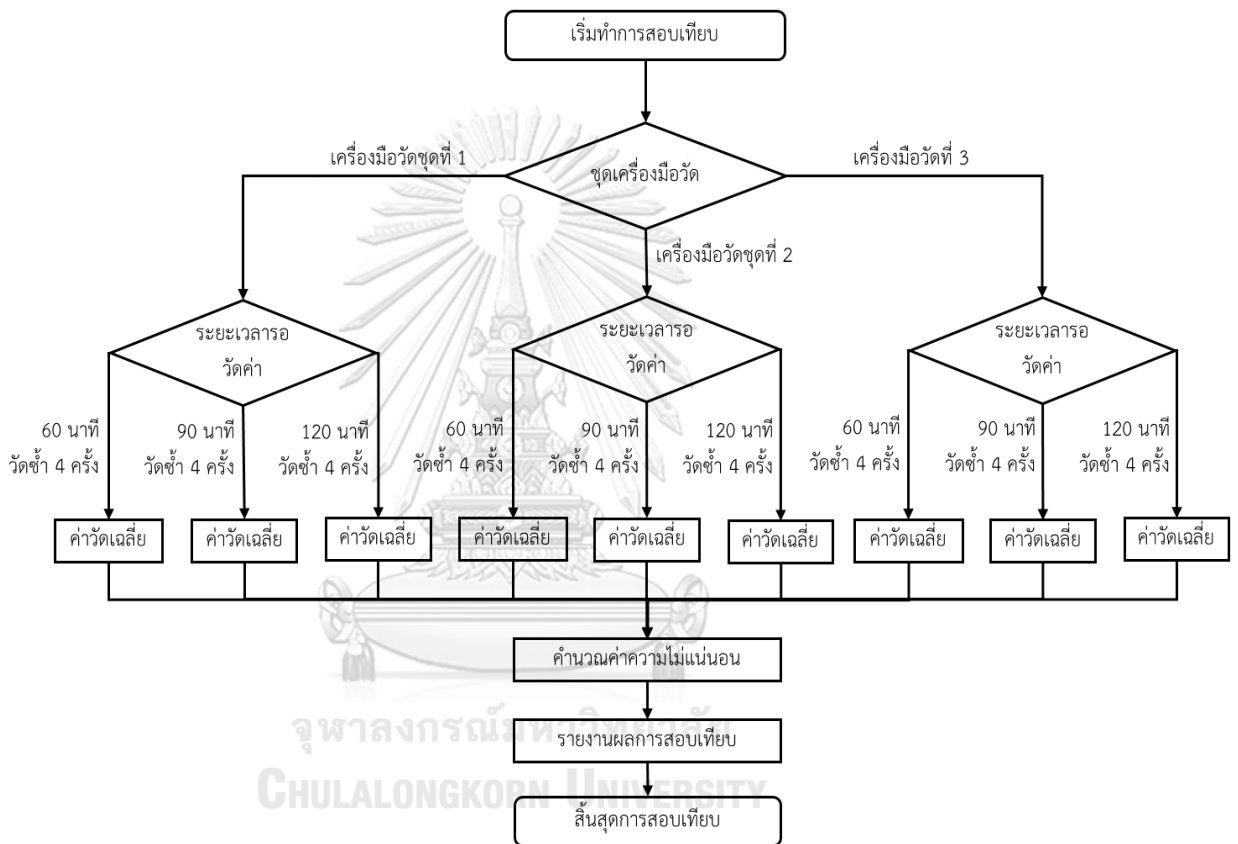 เริ่มทำการสอบเทียบ
เครื่องมือวัดชุดที่ 1
ชุดเครื่องมือวัด
เครื่องมือวัดที่ 3
เครื่องมือวัดชุดที่ 2
ระยะเวลารอ
วัดค่า
ระยะเวลารอ
วัดค่า
ระยะเวลารอ
วัดค่า
60 นาที
วัดซ้ำ 4 ครั้ง
90 นาที
วัดซ้ำ 4 ครั้ง
120 นาที
วัดซ้ำ 4 ครั้ง
60 นาที
วัดซ้ำ 4 ครั้ง
90 นาที
วัดซ้ำ 4 ครั้ง
120 นาที
วัดซ้ำ 4 ครั้ง
60 นาที
วัดซ้ำ 4 ครั้ง
90 นาที
วัดซ้ำ 4 ครั้ง
120 นาที
วัดซ้ำ 4 ครั้ง
ค่าวัดเฉลี่ย
ค่าวัดเฉลี่ย
ค่าวัดเฉลี่ย
ค่าวัดเฉลี่ย
ค่าวัดเฉลี่ย
ค่าวัดเฉลี่ย
ค่าวัดเฉลี่ย
ค่าวัดเฉลี่ย
ค่าวัดเฉลี่ย
คำนวณค่าความไม่แน่นอน
จุฬาลงกรณ์มหาวิทยาลัย
รายงานผลการสอบเทียบ
CHULALONGKORN UNIVERSITY
สิ้นสุดการสอบเทียบ